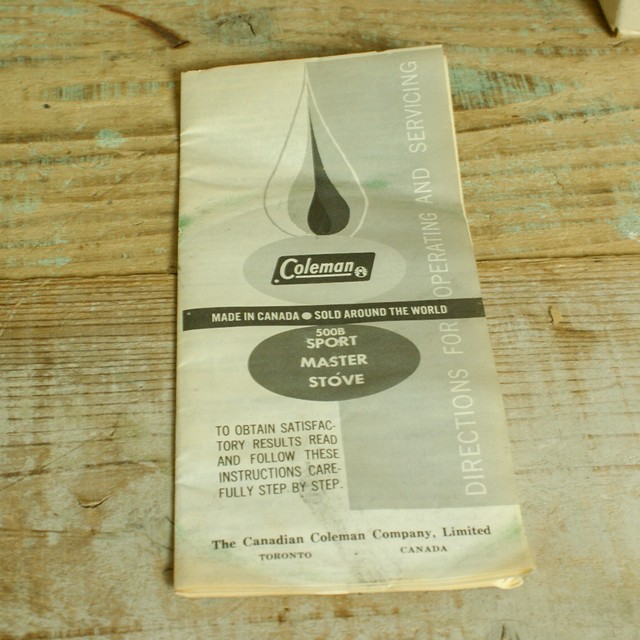 DIRECTIONS FOR OPERATING AND SERVICING
Coleman
MADE IN CANADA ● SOLD AROUND THE WORLD
500B
SPORT
MASTER
STOVE
TO OBTAIN SATISFAC-
TORY RESULTS READ
AND FOLLOW THESE
INSTRUCTIONS CARE-
FULLY STEP BY STEP.
The Canadian Coleman Company, Limited
TORONTO CANADA